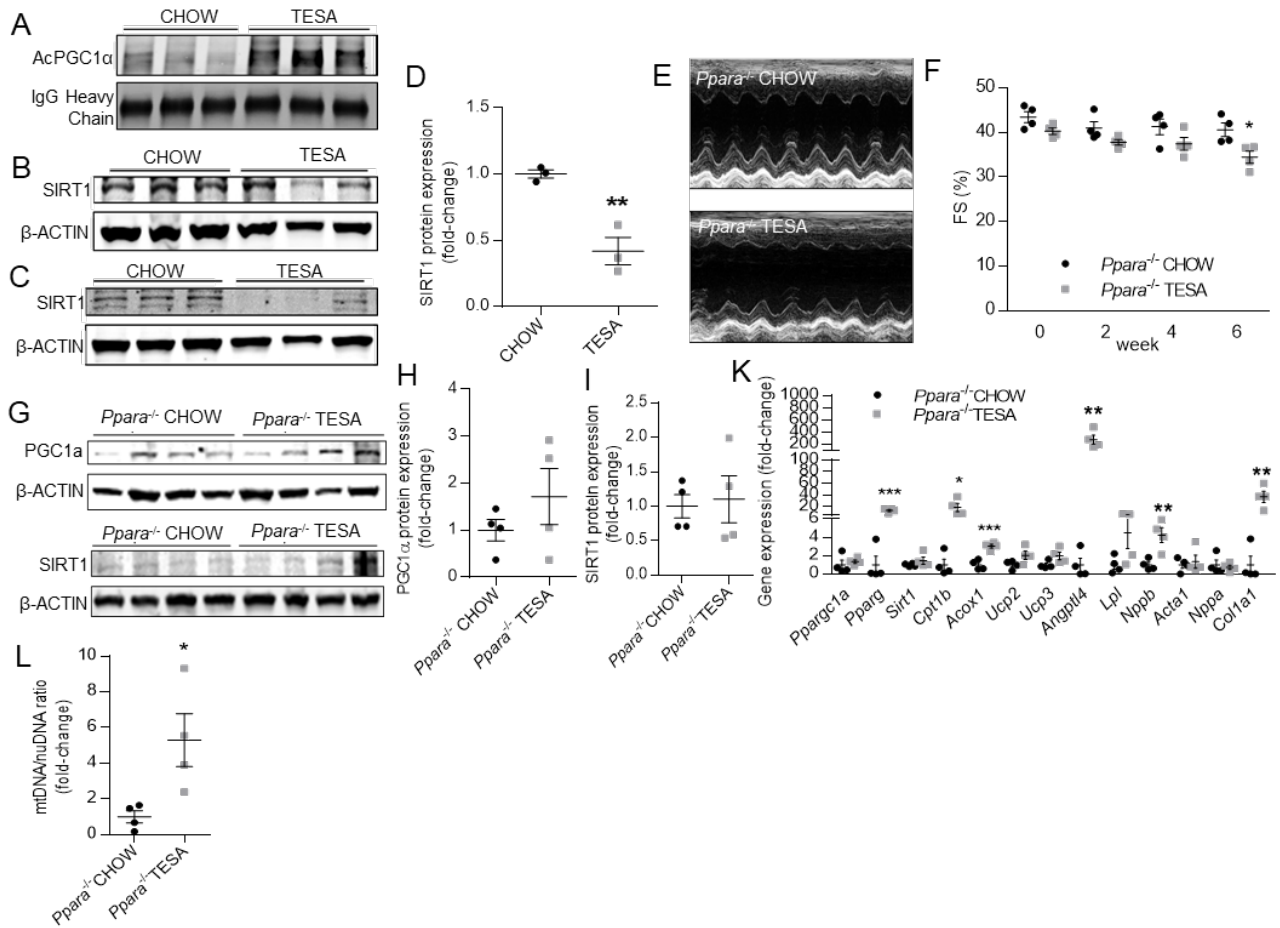 A
CHOW
TESA
AcPGC1α
IgG Heavy
Chain
B
CHOW
TESA
SIRT1
β-ACTIN
C
CHOW
TESA
SIRT1
β-ACTIN
D
SIRT1 protein expression
(fold-change)
1.5
1.0
0.5
0.0
**
CHOW
TESA
E
Ppara-/- CHOW
Ppara-/- TESA
F
FS (%)
50
40
30
20
10
0
*
Ppara-/- CHOW
Ppara-/- TESA
0
2
4
6
week
G
Ppara-/- CHOW
Ppara-/- TESA
PGC1a
β-ACTIN
Ppara-/- CHOW
Ppara-/- TESA
SIRT1
β-ACTIN
H
PGC1α protein expression
(fold-change)
4
3
2
1
0
Ppara-/- CHOW
Ppara-/- TESA
I
SIRT1 protein expression
(fold-change)
2.5
2.0
1.5
1.0
0.5
0.0
Ppara-/- CHOW
Ppara-/- TESA
K
Gene expression (fold-change)
1000
800
600
400
200
100
80
60
40
20
6
4
2
0
Ppara-/- CHOW
Ppara-/- TESA
***
*
***
**
**
**
Ppargc1a
Pparg
Sirt1
Cpt1b
Acox1
Ucp2
Ucp3
Angptl4
Lpl
Nppb
Acta1
Nppa
Col1a1
L
mtDNA/nuDNA ratio
(fold-change)
10
8
6
4
2
0
*
Ppara-/- CHOW
Ppara-/- TESA